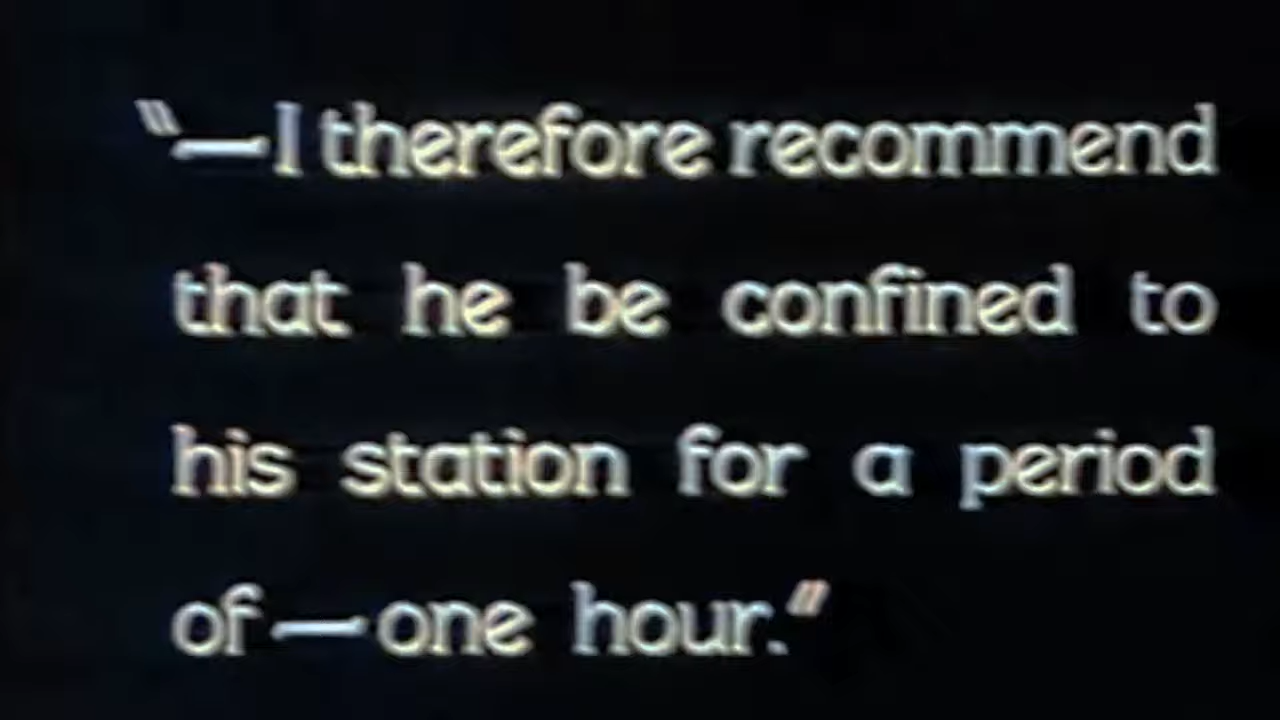 "—I therefore recommend
that he be confined to
his station for a period
of—one hour."